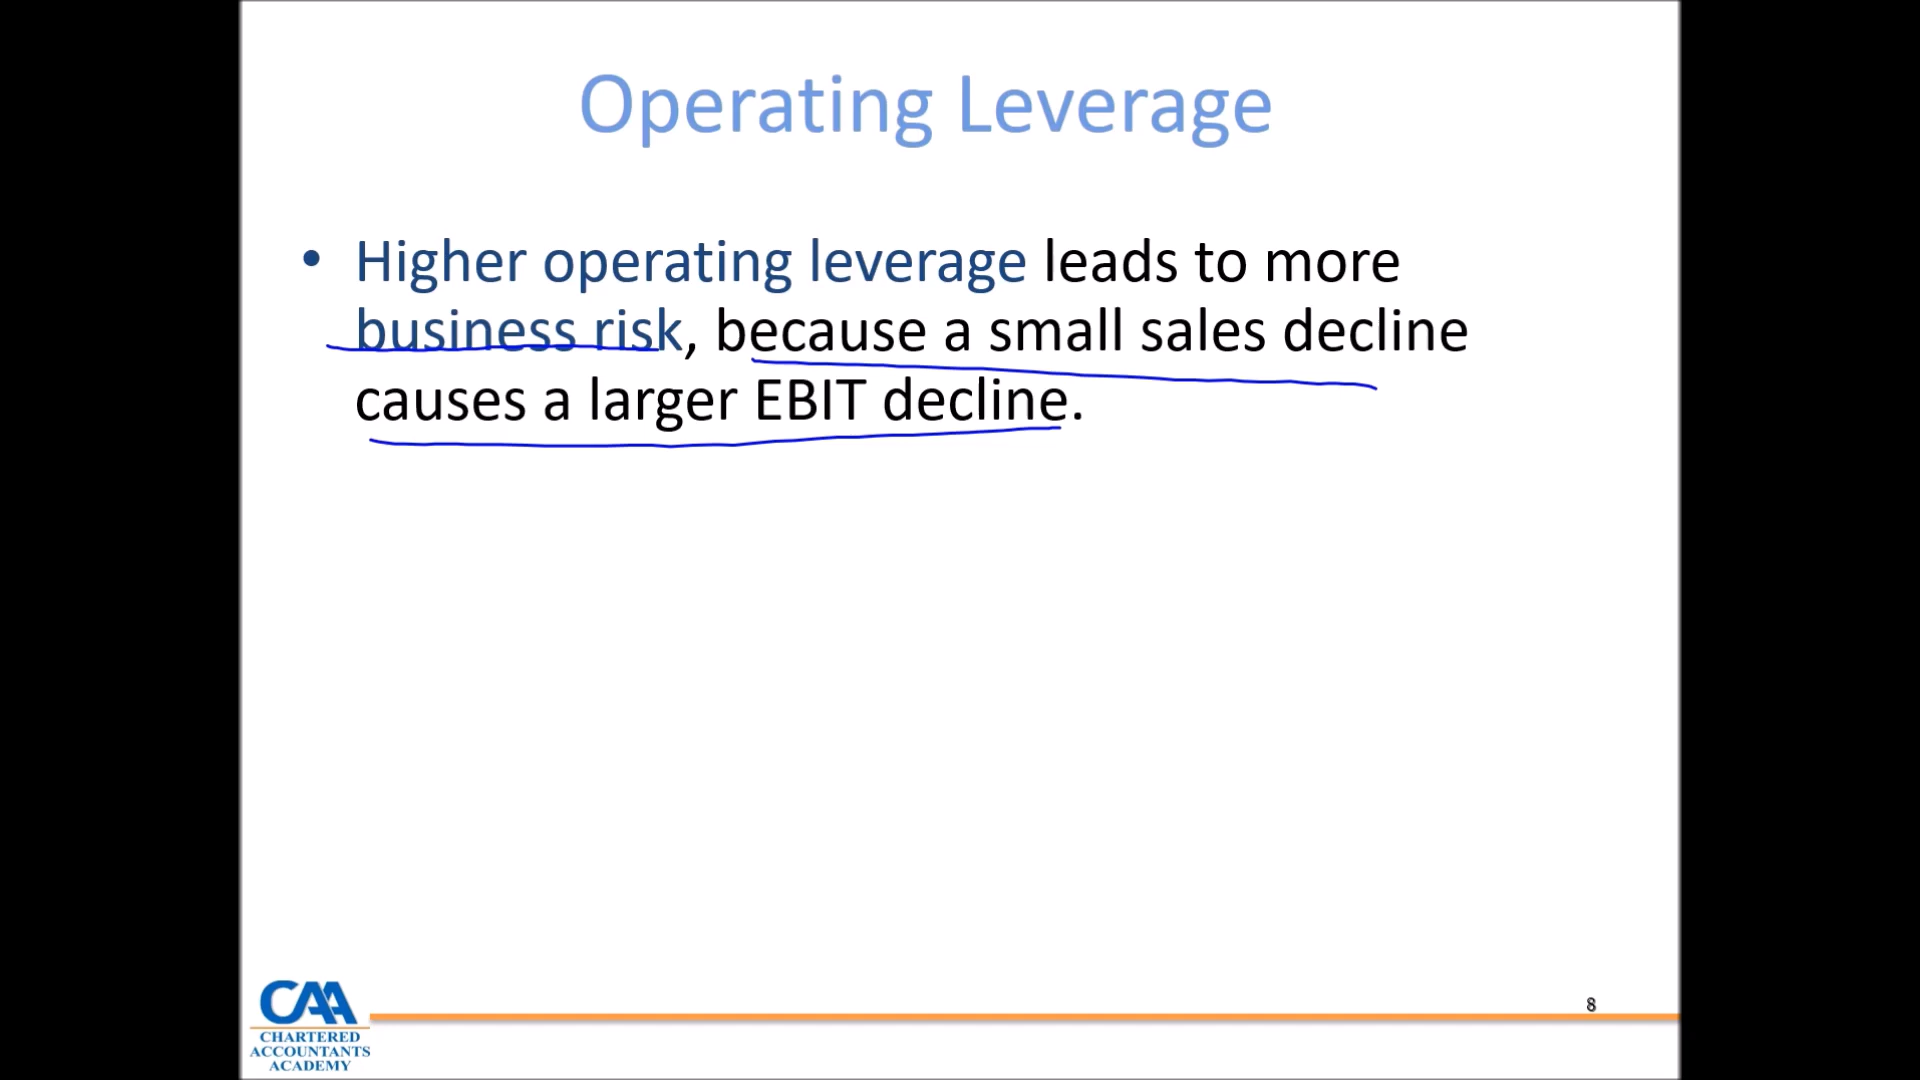 Operating Leverage
• Higher operating leverage leads to more
business risk, because a small sales decline
causes a larger EBIT decline.
8
CAA
CHARTERED
ACCOUNTANTS
ACADEMY